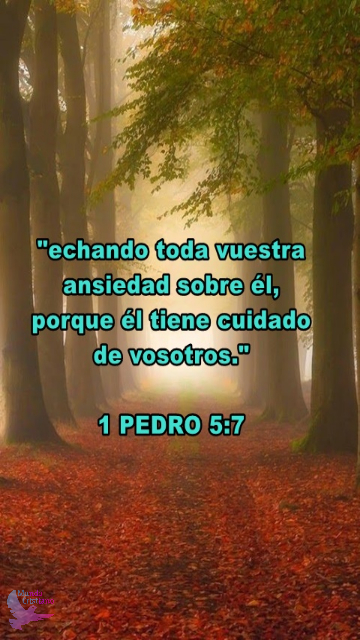 "echando toda vuestra
ansiedad sobre él,
porque él tiene cuidado
de vosotros."
1 PEDRO 5:7